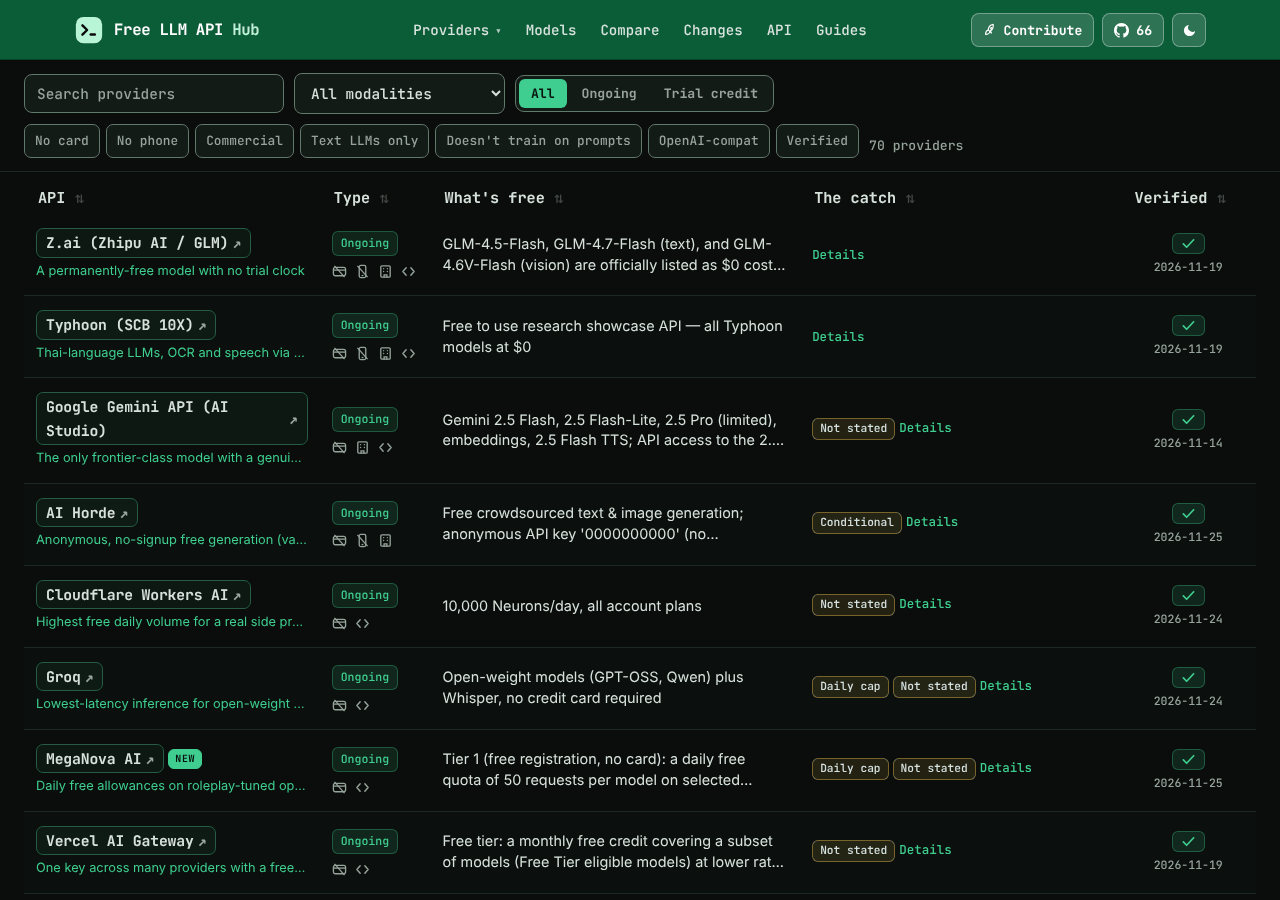 Free LLM API Hub
Providers ▾ Models Compare Changes API Guides
Contribute 66
Search providers All modalities All Ongoing Trial credit
No card No phone Commercial Text LLMs only Doesn't train on prompts OpenAI-compat Verified 70 providers
API ⇅ Type ⇅ What's free ⇅ The catch ⇅ Verified ⇅
Z.ai (Zhipu AI / GLM) ↗
A permanently-free model with no trial clock
Ongoing
GLM-4.5-Flash, GLM-4.7-Flash (text), and GLM-
4.6V-Flash (vision) are officially listed as $0 cost...
Details
2026-11-19
Typhoon (SCB 10X) ↗
Thai-language LLMs, OCR and speech via ...
Ongoing
Free to use research showcase API — all Typhoon
models at $0
Details
2026-11-19
Google Gemini API (AI
Studio) ↗
The only frontier-class model with a genui...
Ongoing
Gemini 2.5 Flash, 2.5 Flash-Lite, 2.5 Pro (limited),
embeddings, 2.5 Flash TTS; API access to the 2....
Not stated Details
2026-11-14
AI Horde ↗
Anonymous, no-signup free generation (va...
Ongoing
Free crowdsourced text & image generation;
anonymous API key '0000000000' (no...
Conditional Details
2026-11-25
Cloudflare Workers AI ↗
Highest free daily volume for a real side pr...
Ongoing
10,000 Neurons/day, all account plans
Not stated Details
2026-11-24
Groq ↗
Lowest-latency inference for open-weight ...
Ongoing
Open-weight models (GPT-OSS, Qwen) plus
Whisper, no credit card required
Daily cap Not stated Details
2026-11-24
MegaNova AI ↗ NEW
Daily free allowances on roleplay-tuned op...
Ongoing
Tier 1 (free registration, no card): a daily free
quota of 50 requests per model on selected...
Daily cap Not stated Details
2026-11-25
Vercel AI Gateway ↗
One key across many providers with a free...
Ongoing
Free tier: a monthly free credit covering a subset
of models (Free Tier eligible models) at lower rat...
Not stated Details
2026-11-19